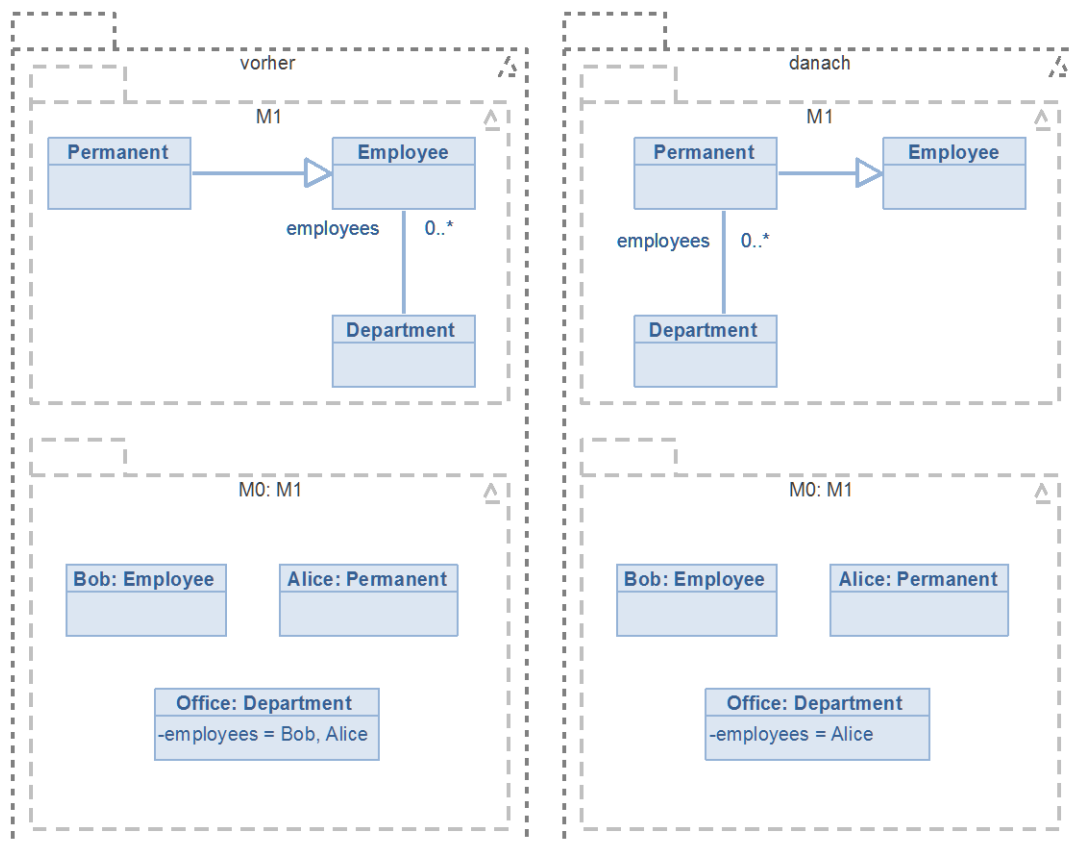 vorher
M1
Permanent
Employee
employees 0..*
Department
M0: M1
Bob: Employee
Alice: Permanent
Office: Department
-employees = Bob, Alice
danach
M1
Permanent
Employee
employees 0..*
Department
M0: M1
Bob: Employee
Alice: Permanent
Office: Department
-employees = Alice